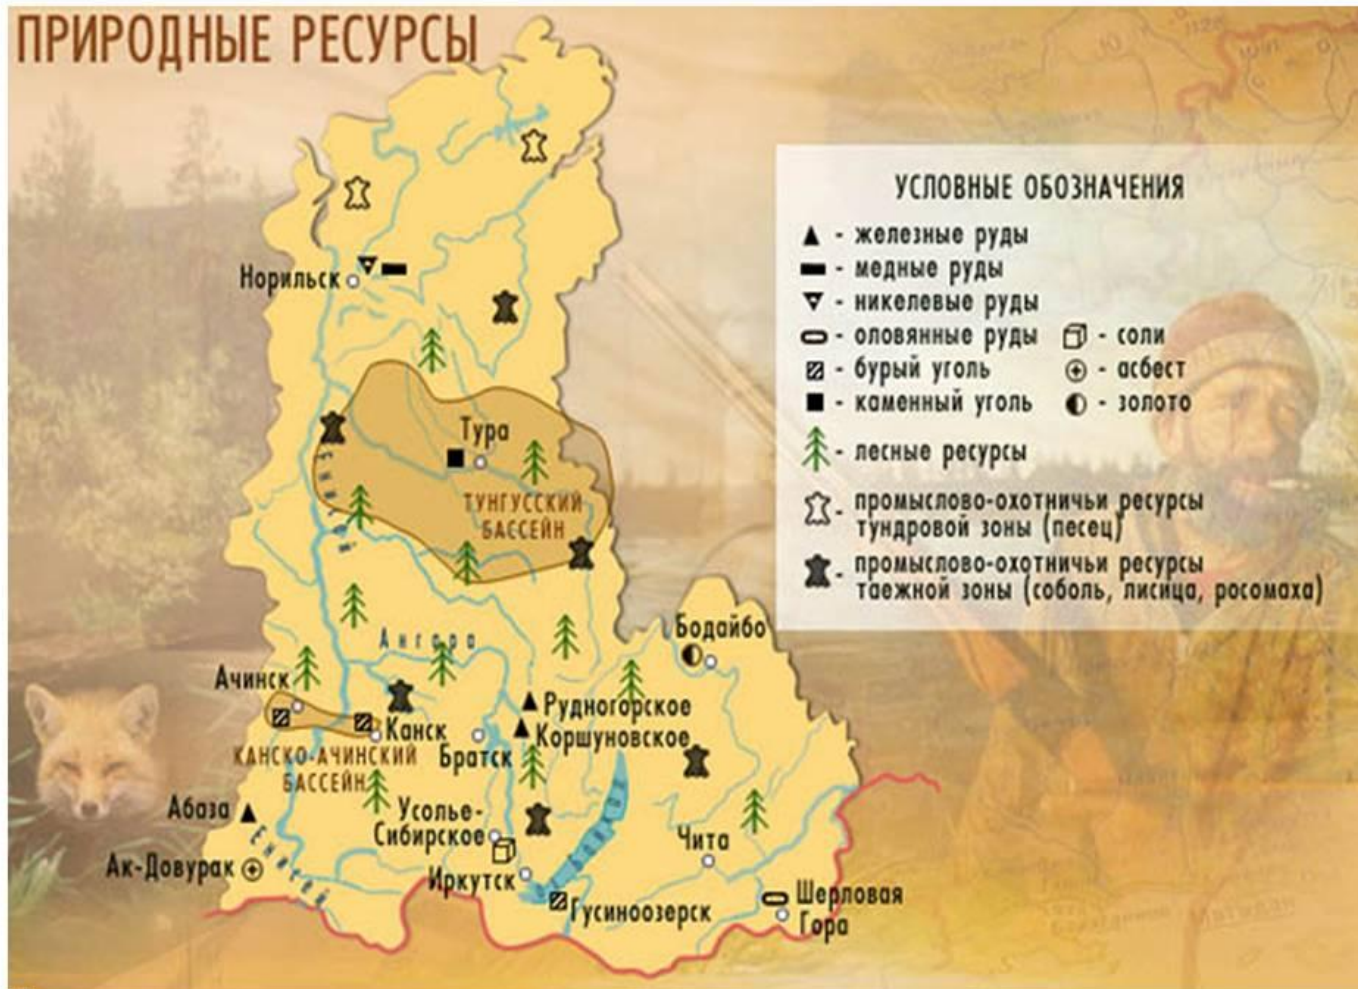 ПРИРОДНЫЕ РЕСУРСЫ
УСЛОВНЫЕ ОБОЗНАЧЕНИЯ
- железные руды
- медные руды
- никелевые руды
- оловянные руды
- соли
- бурый уголь
- асбест
- каменный уголь
- золото
- лесные ресурсы
- промыслово-охотничьи ресурсы
тундровой зоны (песец)
- промыслово-охотничьи ресурсы
таежной зоны (соболь, лисица, росомаха)
Норильск
Тура
ТУНГУССКИЙ
БАССЕЙН
Енисей
Ангара
Бодайбо
Ачинск
Рудногорское
Канск
Коршуновское
Братск
КАНСКО-АЧИНСКИЙ
БАССЕЙН
Абаза
Усолье-
Сибирское
Чита
Ак-Довурак
Енисей
Иркутск
оз. Байкал
Гусиноозерск
Шерловая
Гора